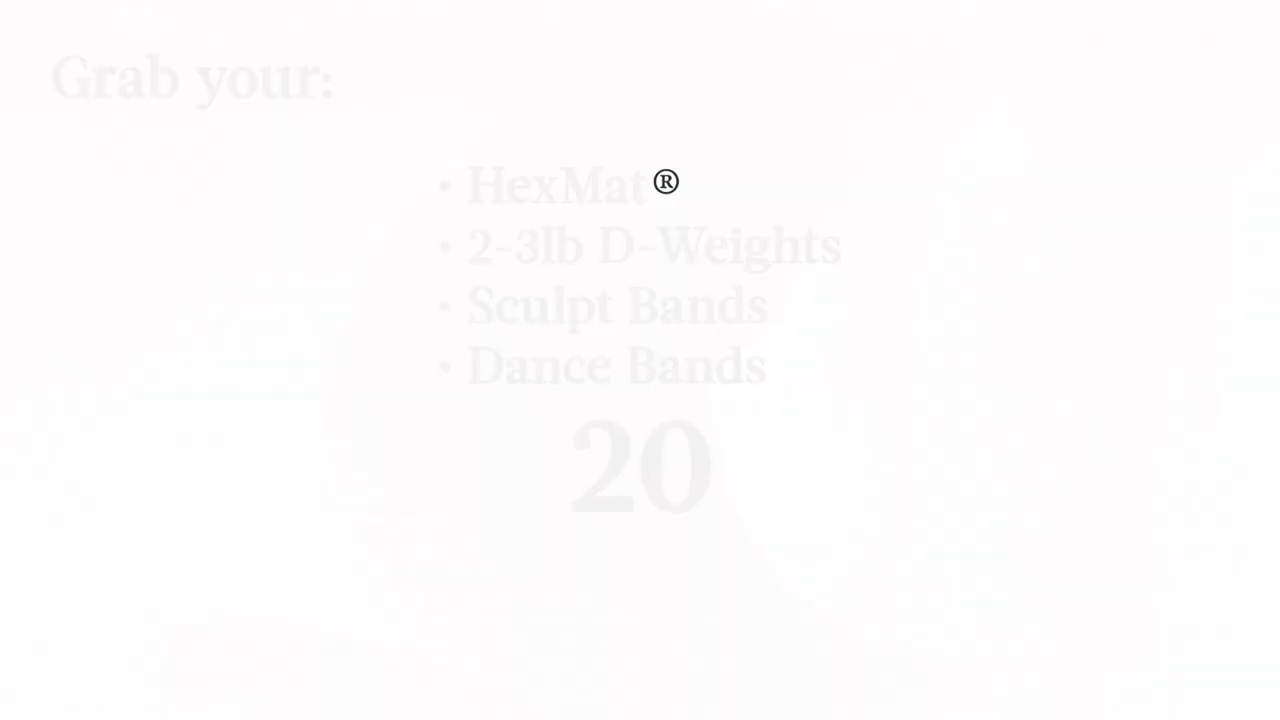 Grab your:
• HexMat ®
• 2-3lb D-Weights
• Sculpt Bands
• Dance Bands
20